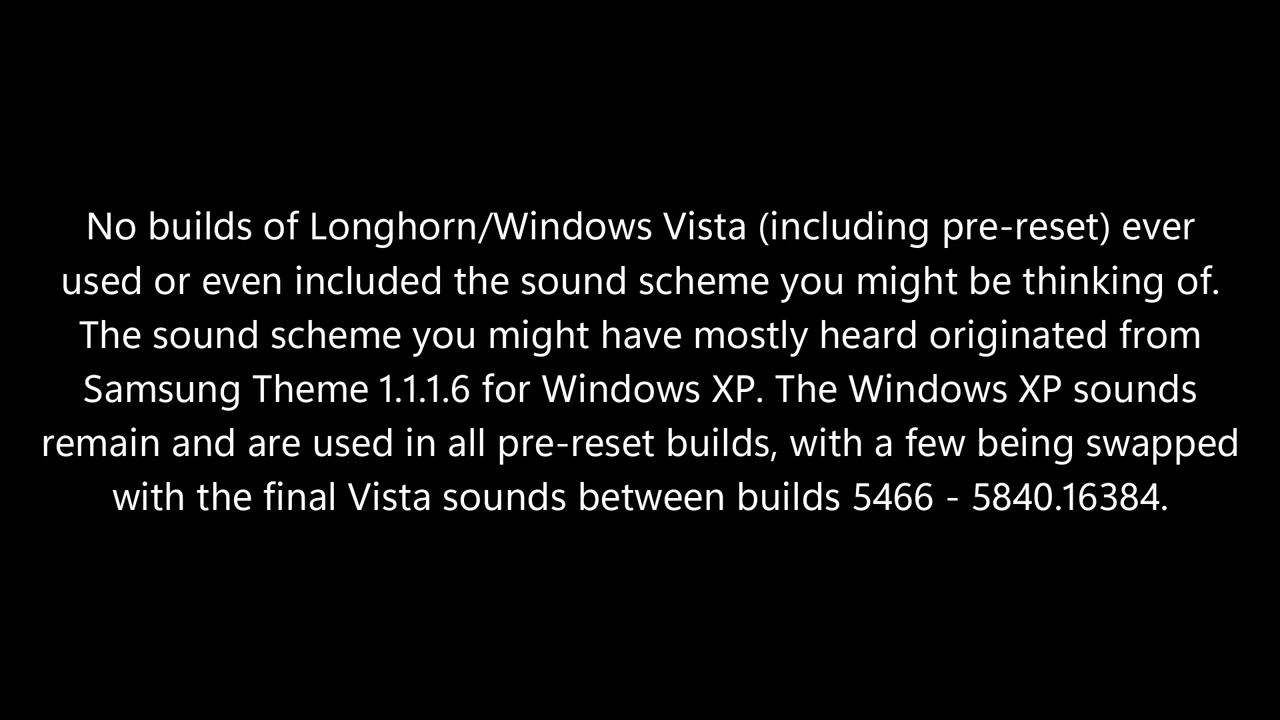 No builds of Longhorn/Windows Vista (including pre-reset) ever
used or even included the sound scheme you might be thinking of.
The sound scheme you might have mostly heard originated from
Samsung Theme 1.1.1.6 for Windows XP. The Windows XP sounds
remain and are used in all pre-reset builds, with a few being swapped
with the final Vista sounds between builds 5466 - 5840.16384.